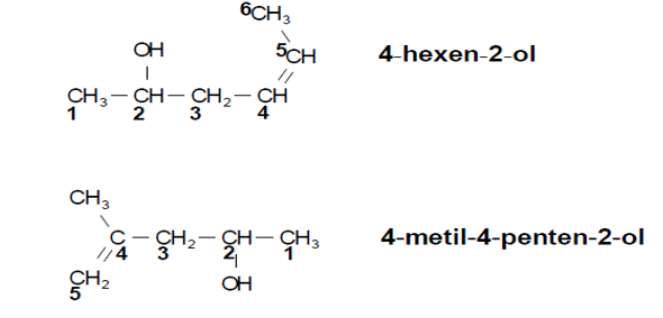 6CH3
OH
5CH 4-hexen-2-ol
CH3 — CH — CH2 — CH
1 2 3 4
CH3
C — CH2 — CH — CH3 4-metil-4-penten-2-ol
4 3 2 1
CH2 OH
5